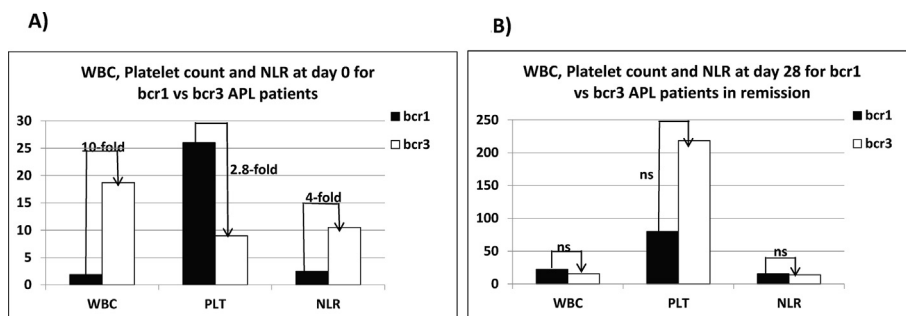 A)
WBC, Platelet count and NLR at day 0 for
bcr1 vs bcr3 APL patients
30
25
20
15
10
5
0
10-fold
2.8-fold
4-fold
WBC PLT NLR
bcr1
bcr3
B)
WBC, Platelet count and NLR at day 28 for bcr1
vs bcr3 APL patients in remission
250
200
150
100
50
0
ns
ns
ns
WBC PLT NLR
bcr1
bcr3